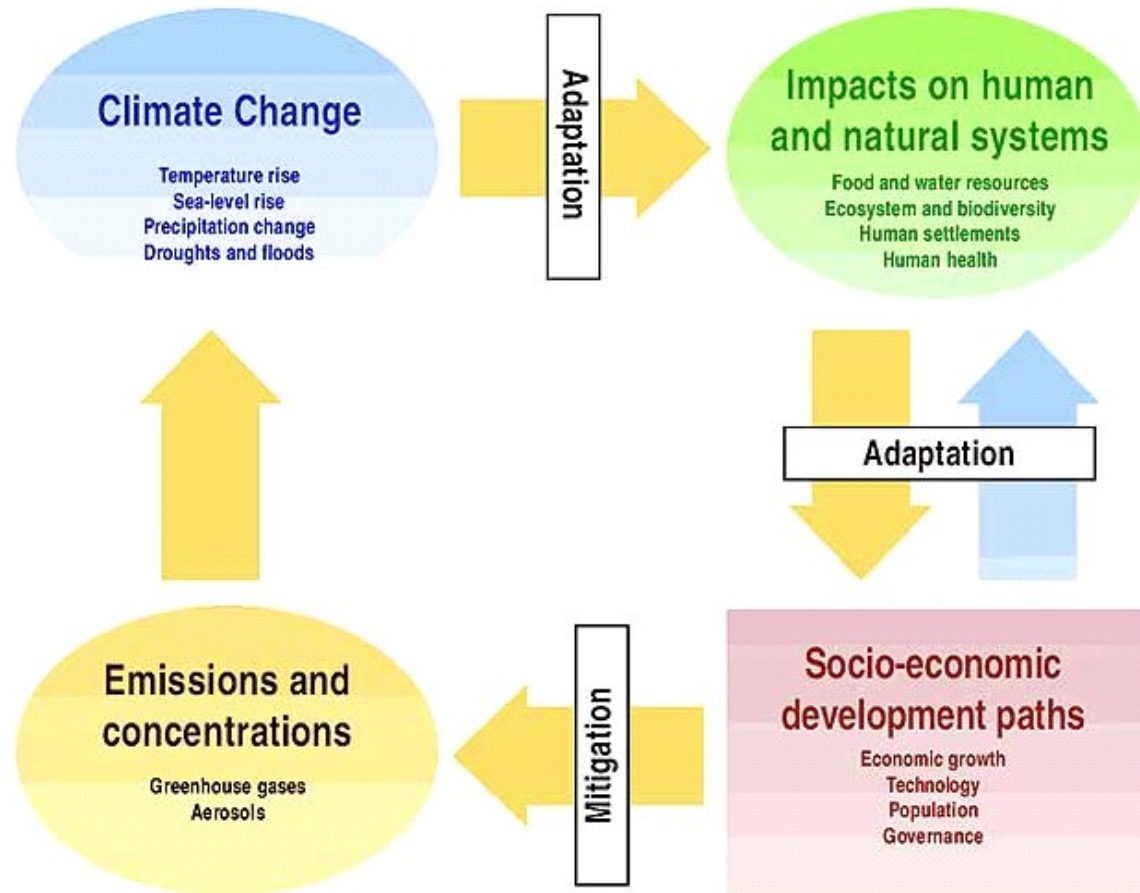 Climate Change
Temperature rise
Sea-level rise
Precipitation change
Droughts and floods
Adaptation
Impacts on human
and natural systems
Food and water resources
Ecosystem and biodiversity
Human settlements
Human health
Adaptation
Emissions and
concentrations
Greenhouse gases
Aerosols
Mitigation
Socio-economic
development paths
Economic growth
Technology
Population
Governance